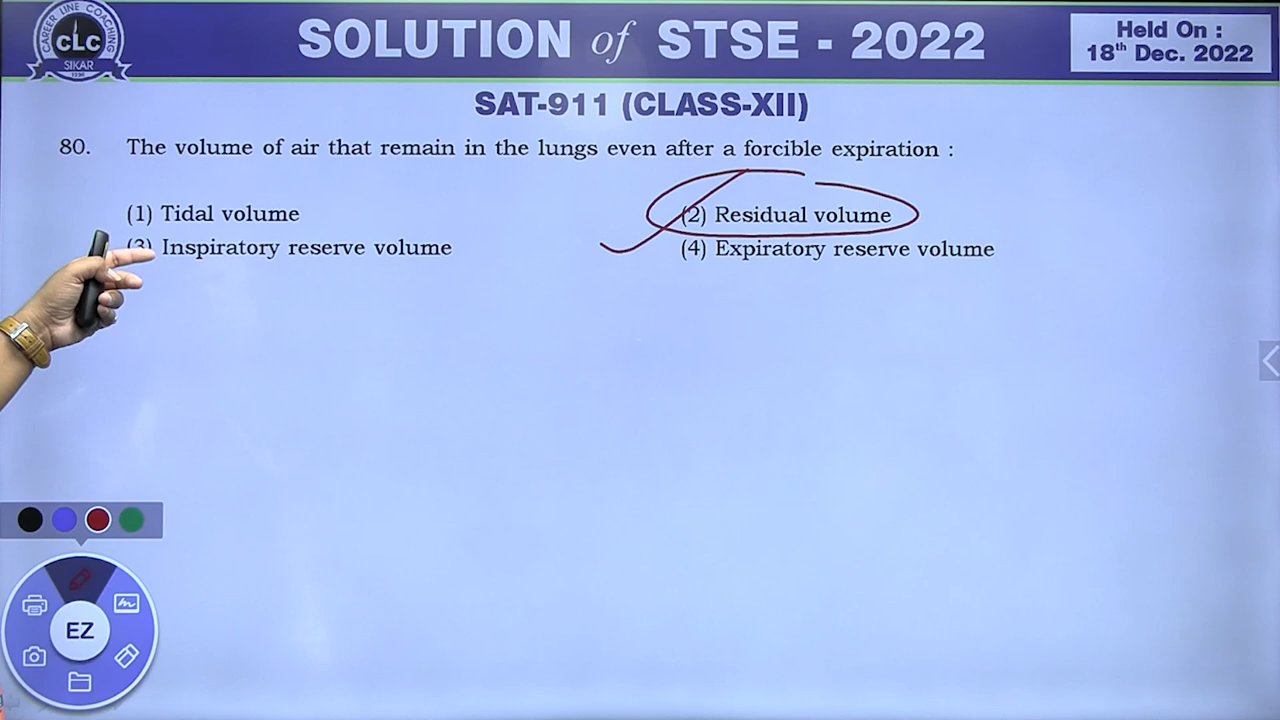 CAREER LINE COACHING
CLC
SIKAR
1996
SOLUTION of STSE - 2022
Held On :
18th Dec. 2022
SAT-911 (CLASS-XII)
80. The volume of air that remain in the lungs even after a forcible expiration :
(1) Tidal volume
(2) Residual volume
(3) Inspiratory reserve volume
(4) Expiratory reserve volume
EZ